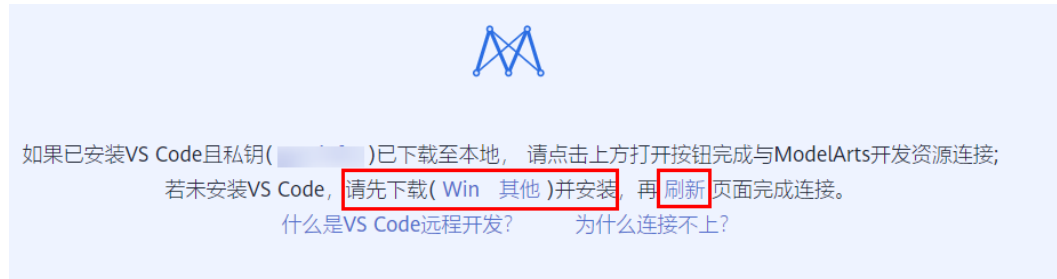 如果已安装VS Code且私钥( )已下载至本地， 请点击上方打开按钮完成与ModelArts开发资源连接;
若未安装VS Code，请先下载( Win 其他 )并安装，再 刷新 页面完成连接。
什么是VS Code远程开发? 为什么连接不上?